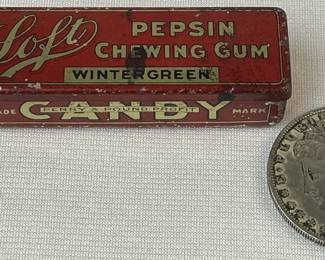 Loft
PEPSIN
CHEWING GUM
WINTERGREEN
CANDY
PENNY A POUND PROFIT
MARK